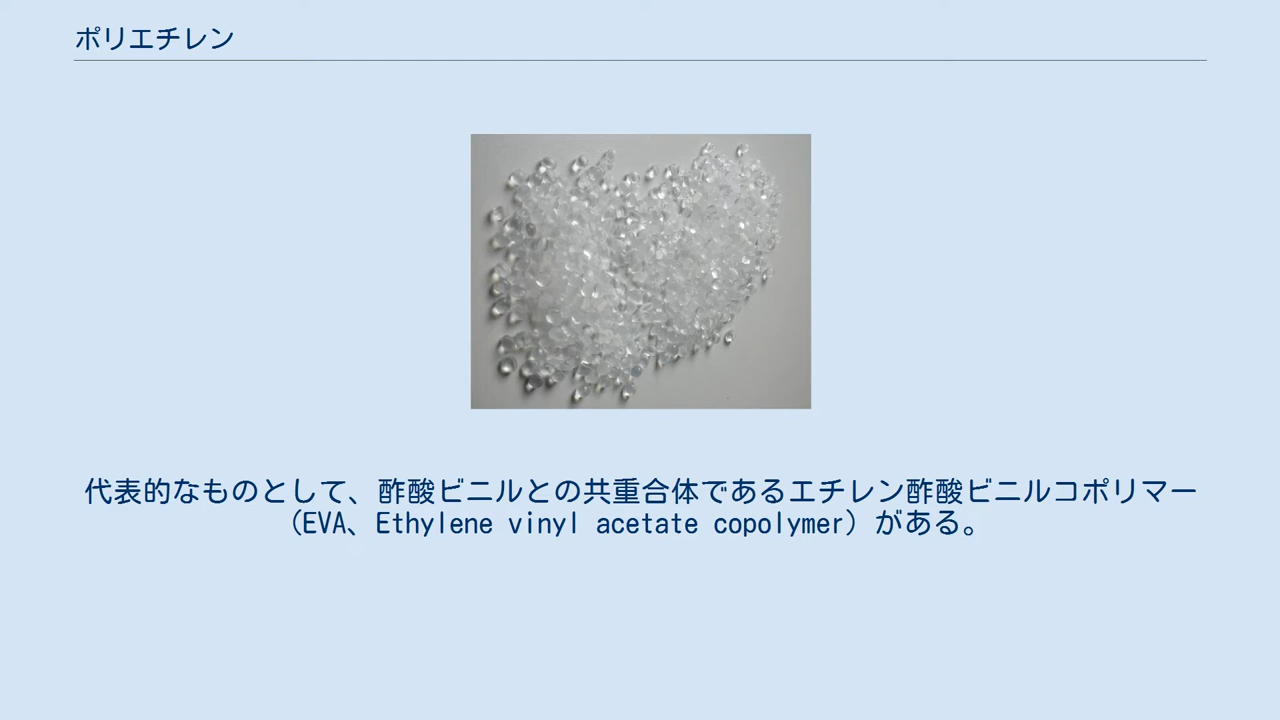 ポリエチレン
代表的なものとして、酢酸ビニルとの共重合体であるエチレン酢酸ビニルコポリマー
（EVA、Ethylene vinyl acetate copolymer）がある。